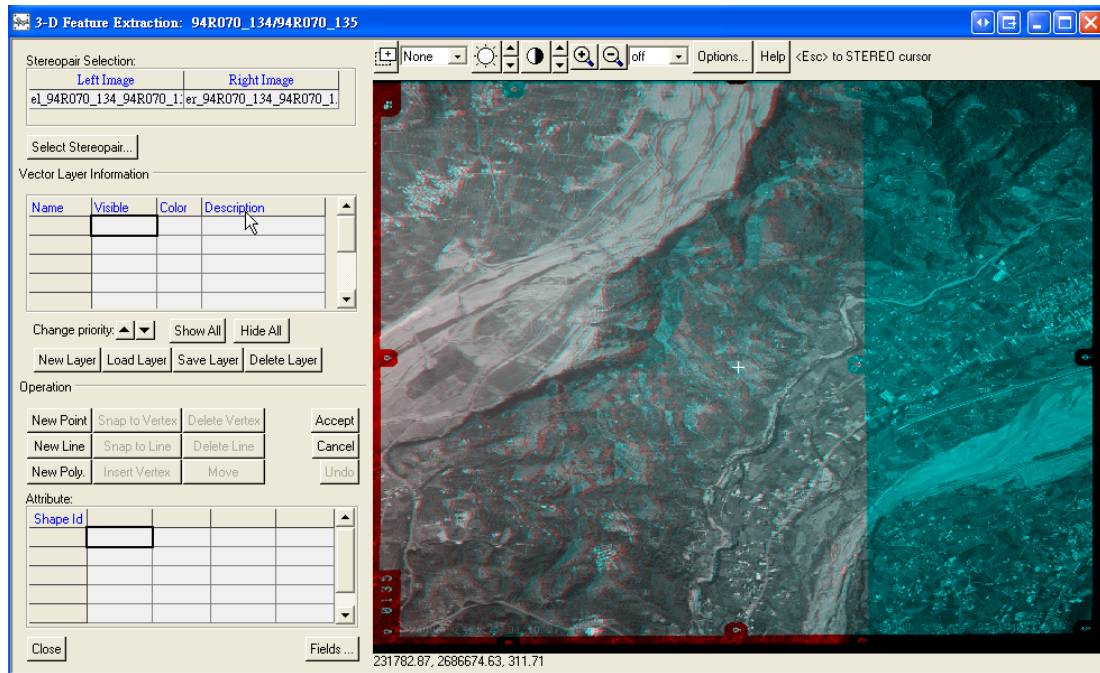 3-D Feature Extraction: 94R070_134/94R070_135
Stereopair Selection:
Left Image Right Image
el_94R070_134_94R070_1: er_94R070_134_94R070_1.
Select Stereopair...
Vector Layer Information
Name Visible Color Description
Change priority: Show All Hide All
New Layer Load Layer Save Layer Delete Layer
Operation
New Point Snap to Vertex Delete Vertex Accept
New Line Snap to Line Delete Line Cancel
New Poly. Insert Vertex Move Undo
Attribute:
Shape Id
Close Fields ...
None off Options... Help <Esc> to STEREO cursor
0135
231782.87, 2686674.63, 311.71